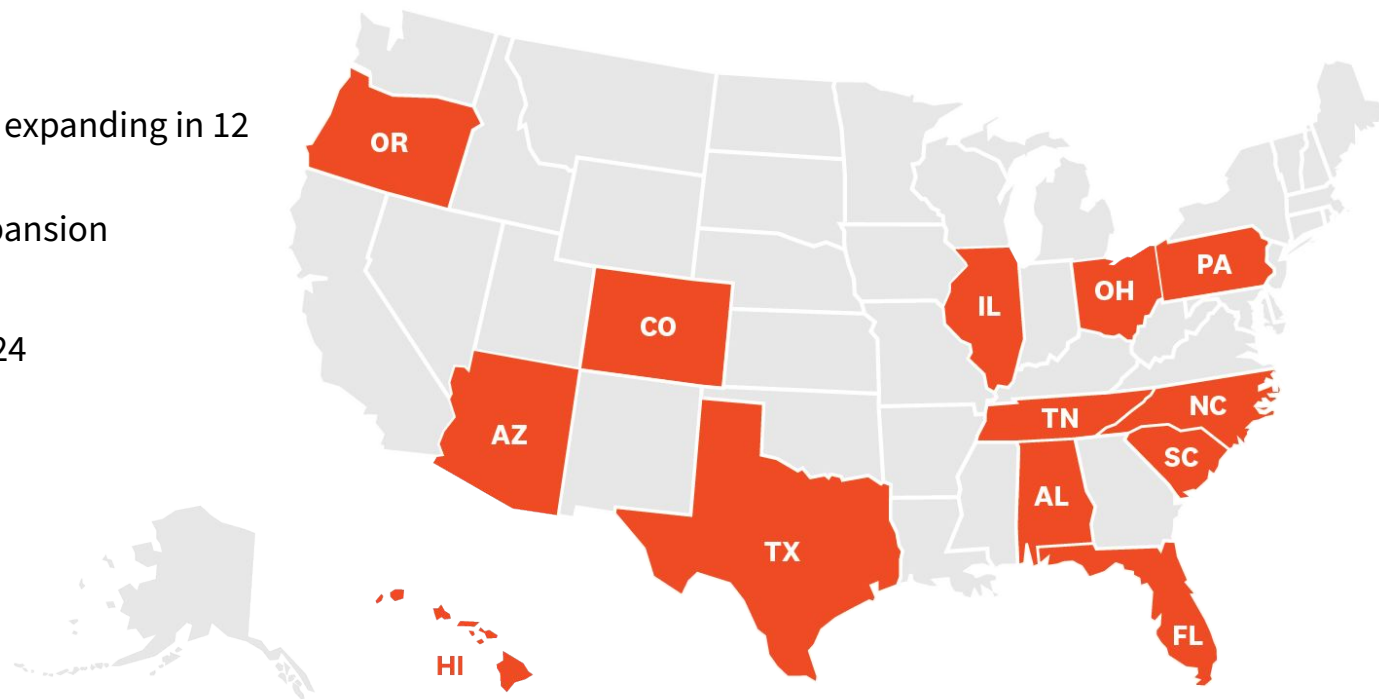 expanding in 12
OR
pansion
PA
OH
IL
CO
24
NC
TN
AZ
SC
AL
TX
FL
HI